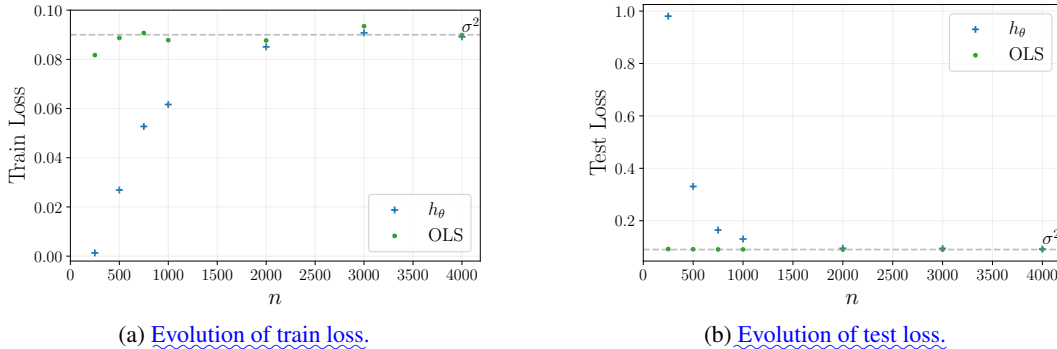 0.10
0.08
0.06
0.04
0.02
0.00
Train Loss
σ²
hθ
OLS
0 500 1000 1500 2000 2500 3000 3500 4000
n
(a) Evolution of train loss.
1.0
0.8
0.6
0.4
0.2
Test Loss
hθ
OLS
σ²
0 500 1000 1500 2000 2500 3000 3500 4000
n
(b) Evolution of test loss.